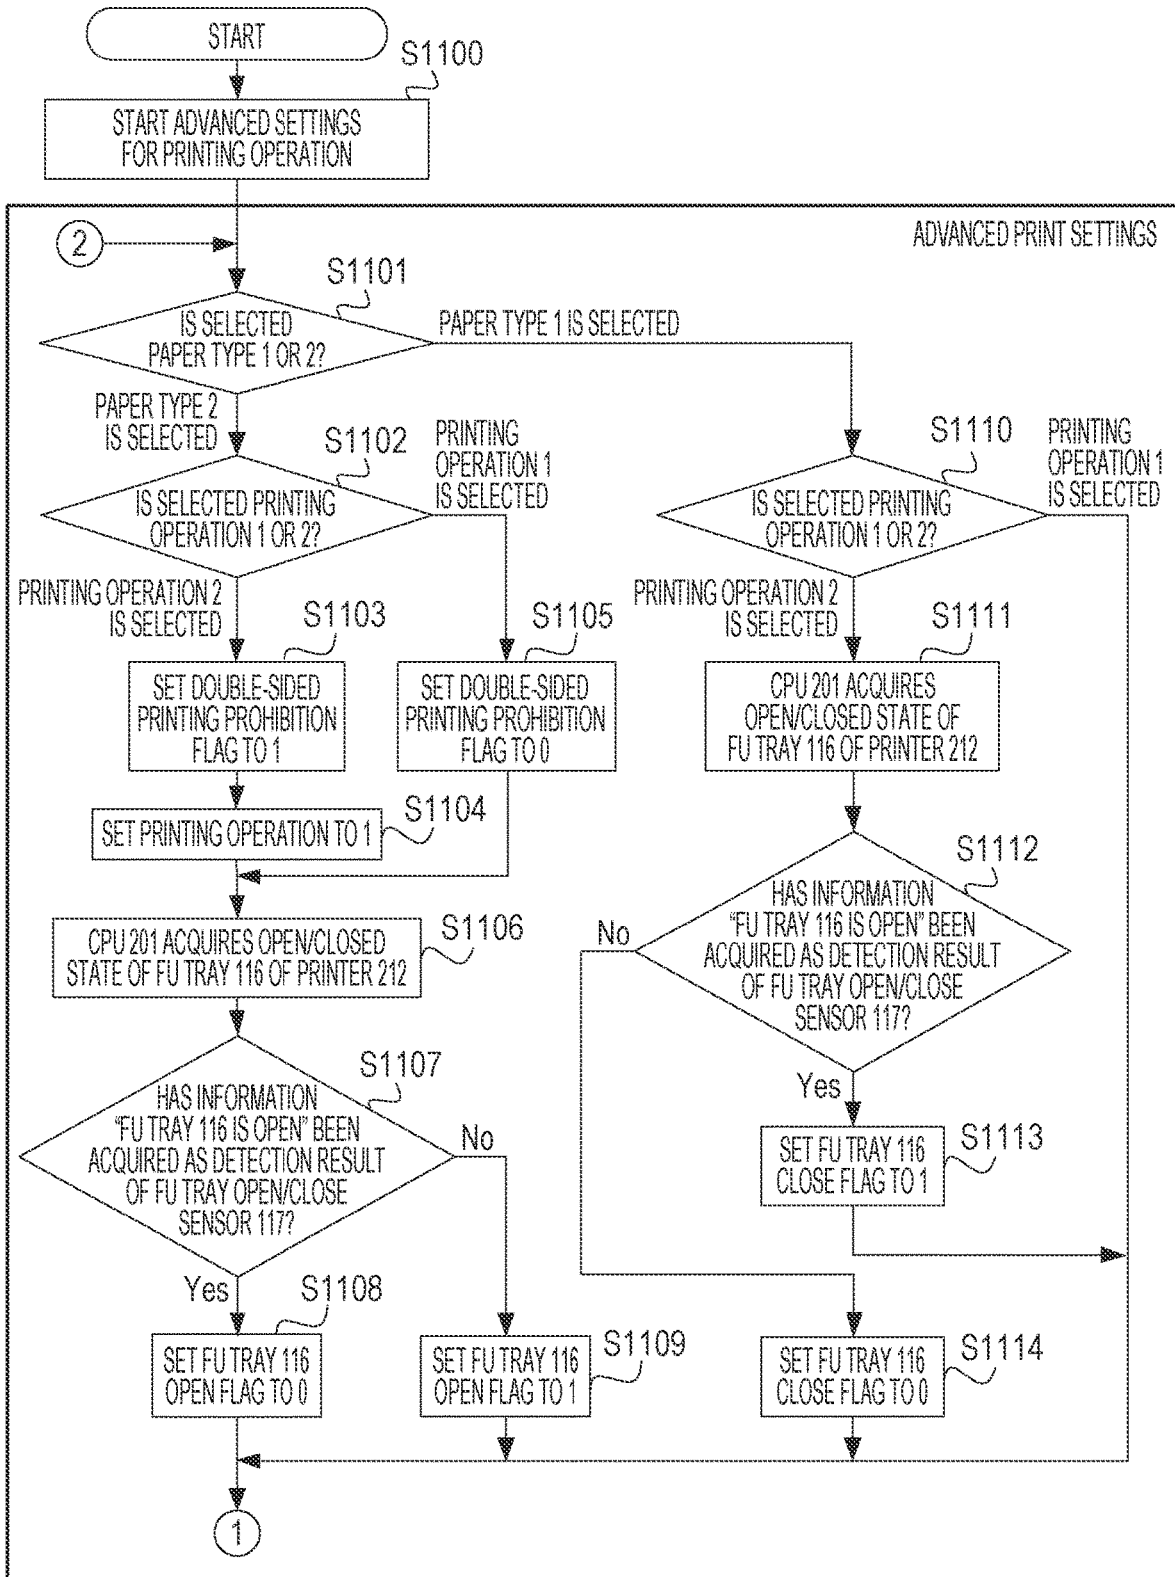 START
S1100
START ADVANCED SETTINGS
FOR PRINTING OPERATION
2
ADVANCED PRINT SETTINGS
S1101
IS SELECTED
PAPER TYPE 1 OR 2?
PAPER TYPE 1 IS SELECTED
PAPER TYPE 2
IS SELECTED
S1102
PRINTING
OPERATION 1
IS SELECTED
IS SELECTED PRINTING
OPERATION 1 OR 2?
S1110
PRINTING
OPERATION 1
IS SELECTED
IS SELECTED PRINTING
OPERATION 1 OR 2?
PRINTING OPERATION 2
IS SELECTED
S1103
SET DOUBLE-SIDED
PRINTING PROHIBITION
FLAG TO 1
S1105
SET DOUBLE-SIDED
PRINTING PROHIBITION
FLAG TO 0
PRINTING OPERATION 2
IS SELECTED
S1111
CPU 201 ACQUIRES
OPEN/CLOSED STATE OF
FU TRAY 116 OF PRINTER 212
S1104
SET PRINTING OPERATION TO 1
S1106
CPU 201 ACQUIRES OPEN/CLOSED
STATE OF FU TRAY 116 OF PRINTER 212
S1112
HAS INFORMATION
"FU TRAY 116 IS OPEN" BEEN
ACQUIRED AS DETECTION RESULT
OF FU TRAY OPEN/CLOSE
SENSOR 117?
No
Yes
S1107
HAS INFORMATION
"FU TRAY 116 IS OPEN" BEEN
ACQUIRED AS DETECTION RESULT
OF FU TRAY OPEN/CLOSE
SENSOR 117?
No
Yes
S1113
SET FU TRAY 116
CLOSE FLAG TO 1
S1108
SET FU TRAY 116
OPEN FLAG TO 0
S1109
SET FU TRAY 116
OPEN FLAG TO 1
S1114
SET FU TRAY 116
CLOSE FLAG TO 0
1